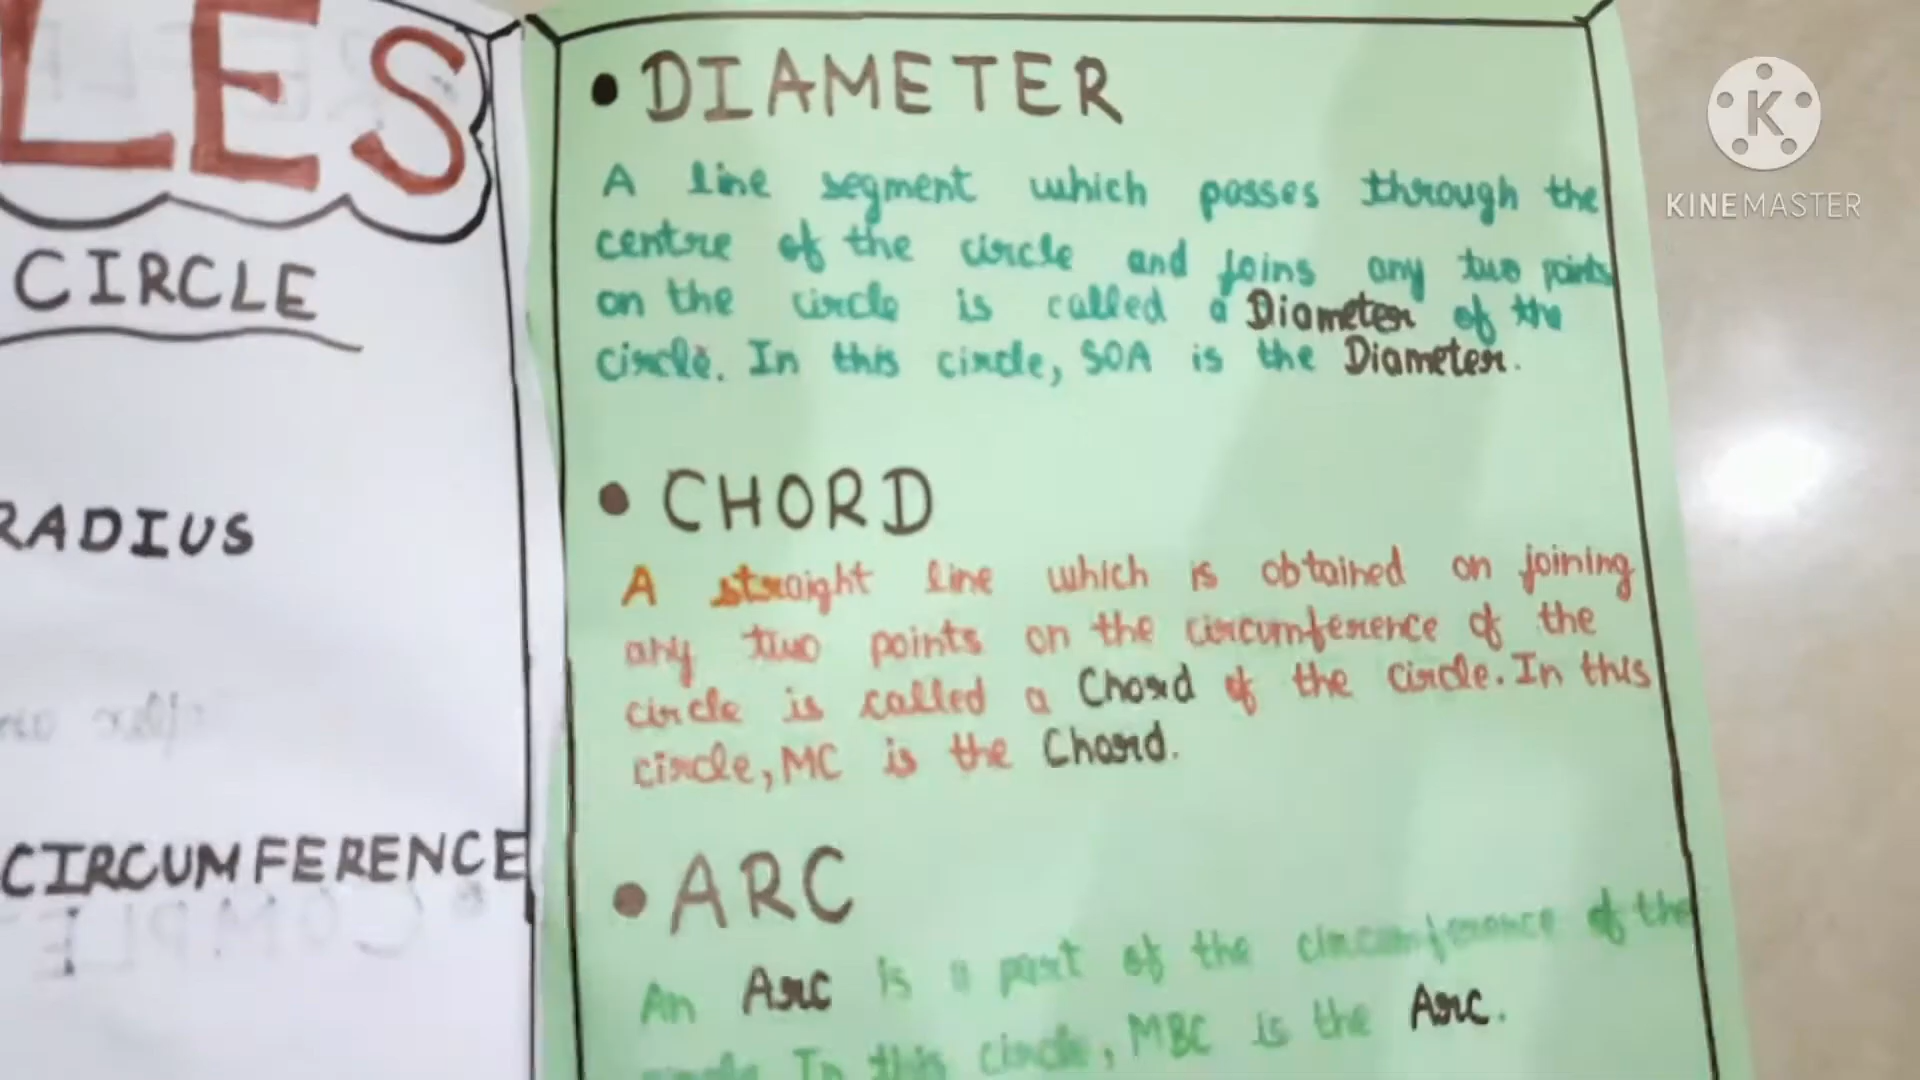 LES
CIRCLE
RADIUS
CIRCUMFERENCE
• DIAMETER
A line segment which passes through the
centre of the circle and joins any two points
on the circle is called a Diameter of the
circle. In this circle, SOA is the Diameter.
• CHORD
A straight line which is obtained on joining
any two points on the circumference of the
circle is called a Chord of the circle. In this
circle, MC is the Chord.
• ARC
An Arc is a part of the circumference of the
circle. In this circle, MBC is the Arc.
K
KINEMASTER